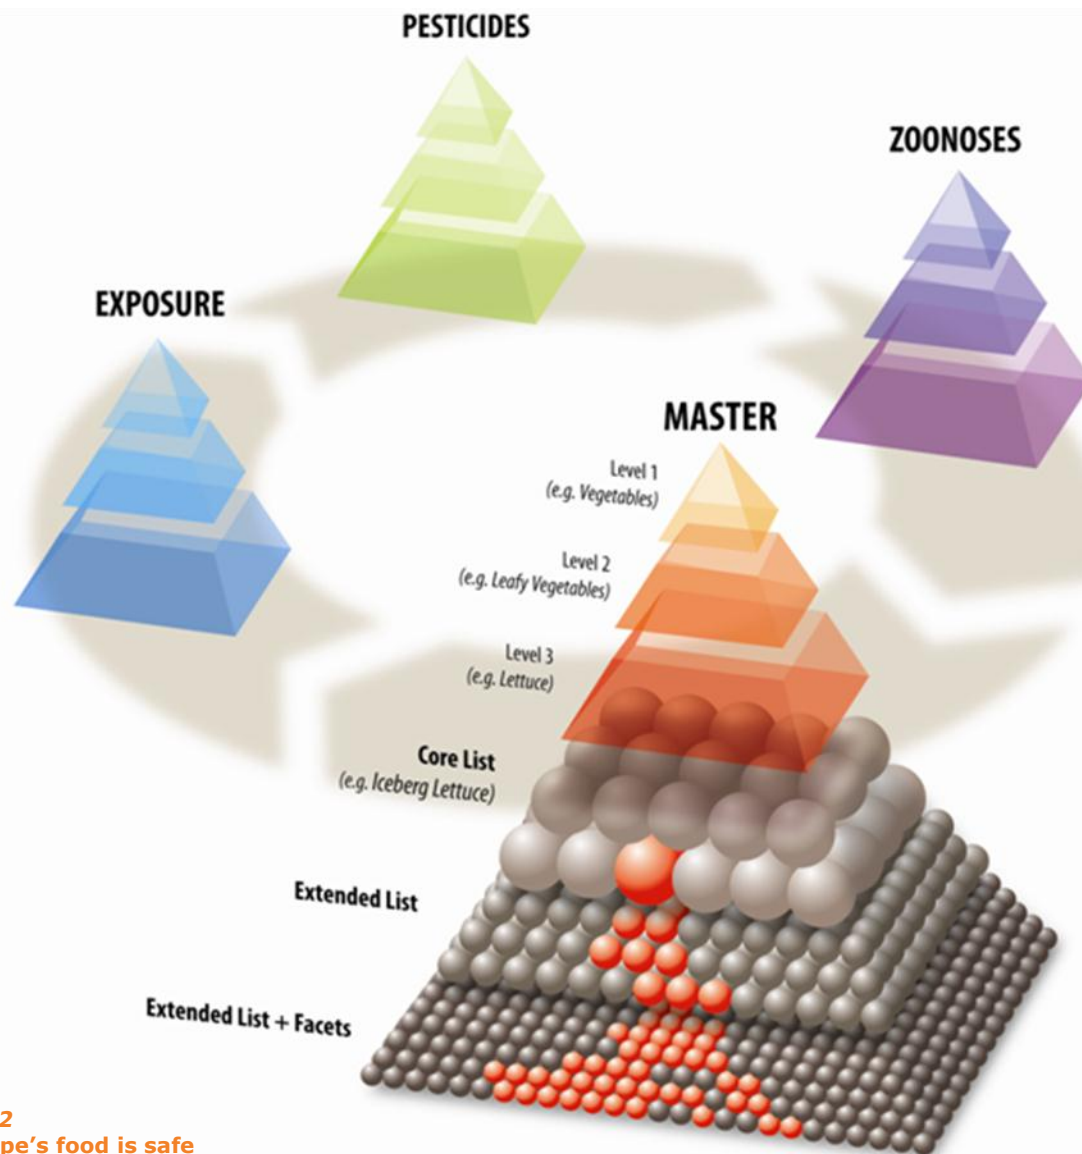 PESTICIDES
ZOONOSES
EXPOSURE
MASTER
Level 1
(e.g. Vegetables)
Level 2
(e.g. Leafy Vegetables)
Level 3
(e.g. Lettuce)
Core List
(e.g. Iceberg Lettuce)
Extended List
Extended List + Facets
2
pe’s food is safe